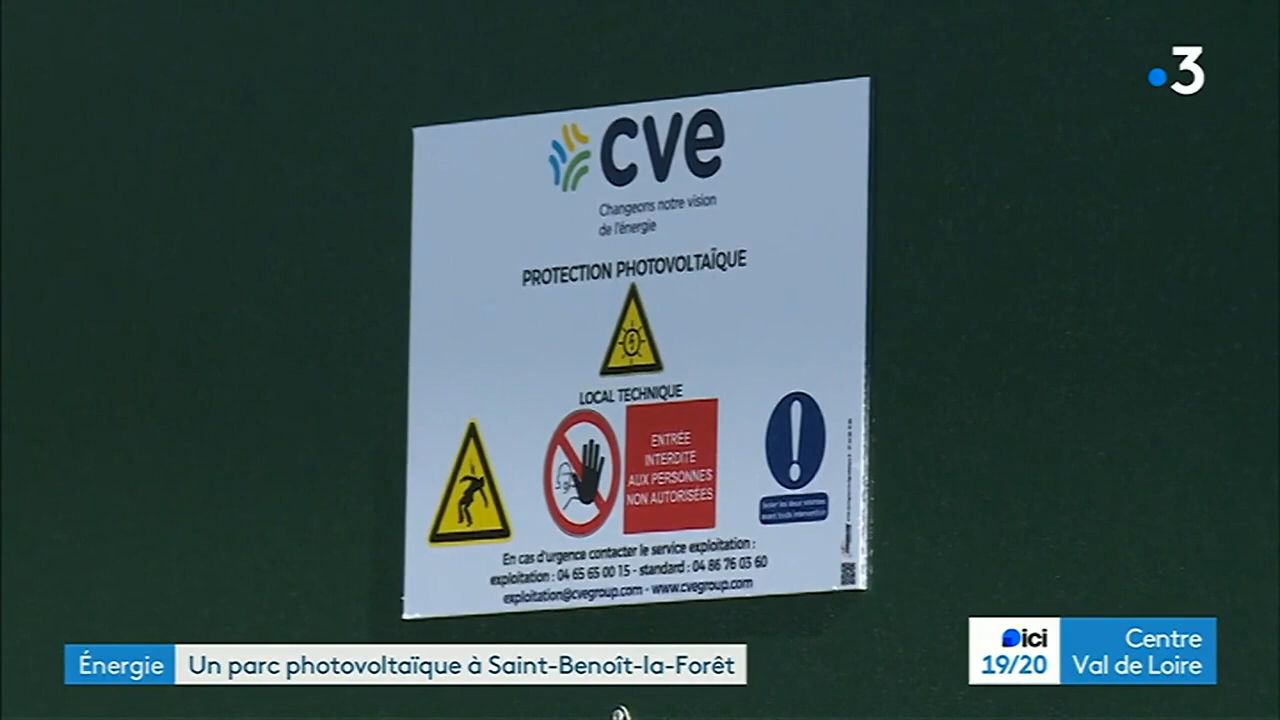 3
cve
Changeons notre vision
de l'énergie
PROTECTION PHOTOVOLTAÏQUE
LOCAL TECHNIQUE
ENTRÉE
INTERDITE
AUX PERSONNES
NON AUTORISÉES
En cas d'urgence contacter le service exploitation :
exploitation : 04 65 65 00 15 - standard : 04 86 76 03 60
exploitation@cvegroup.com - www.cvegroup.com
Énergie
Un parc photovoltaïque à Saint-Benoît-la-Forêt
ici
19/20
Centre
Val de Loire